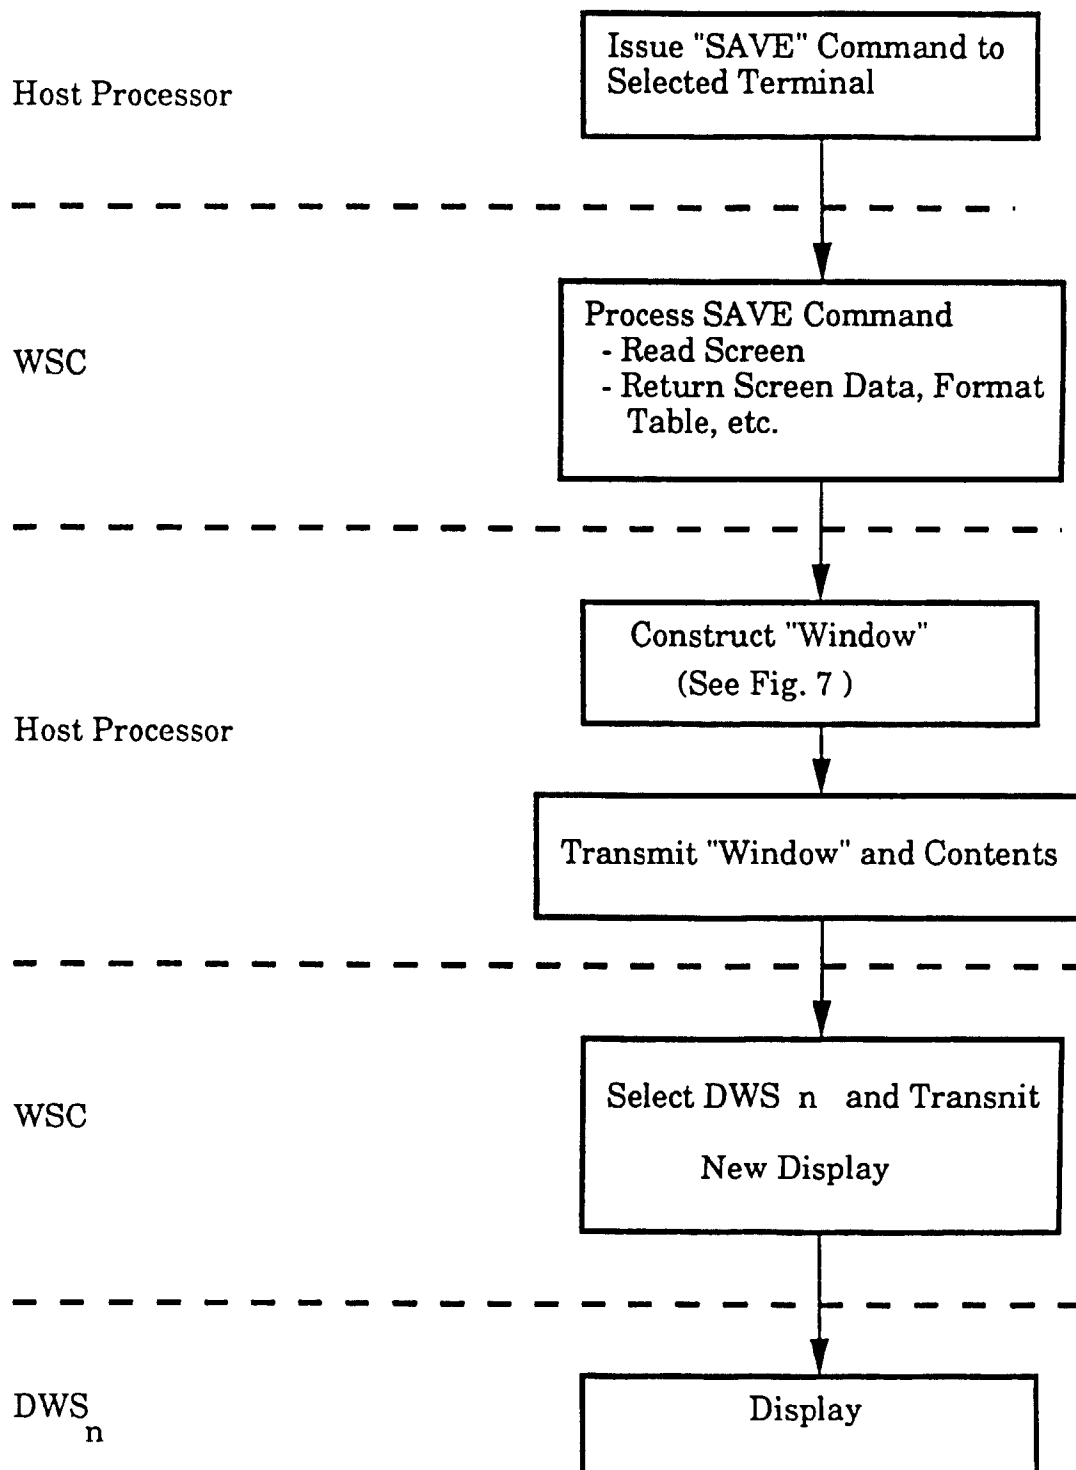 Host Processor
Issue "SAVE" Command to
Selected Terminal
WSC
Process SAVE Command
- Read Screen
- Return Screen Data, Format
Table, etc.
Host Processor
Construct "Window"
(See Fig. 7 )
Transmit "Window" and Contents
WSC
Select DWS n and Transnit
New Display
DWS
n
Display